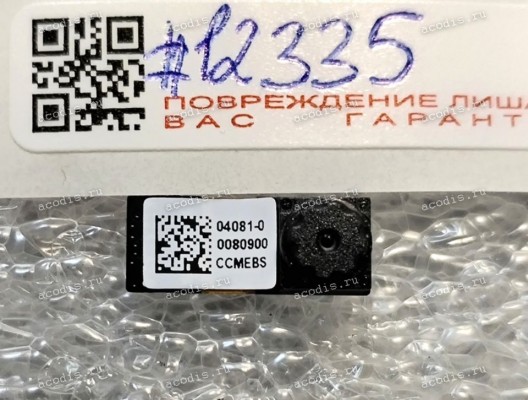 #12335
ПОВРЕЖДЕНИЕ ЛИША
ВАС ГАРАНТ
04081-0
0080900
CCMEBS
acodis.ru